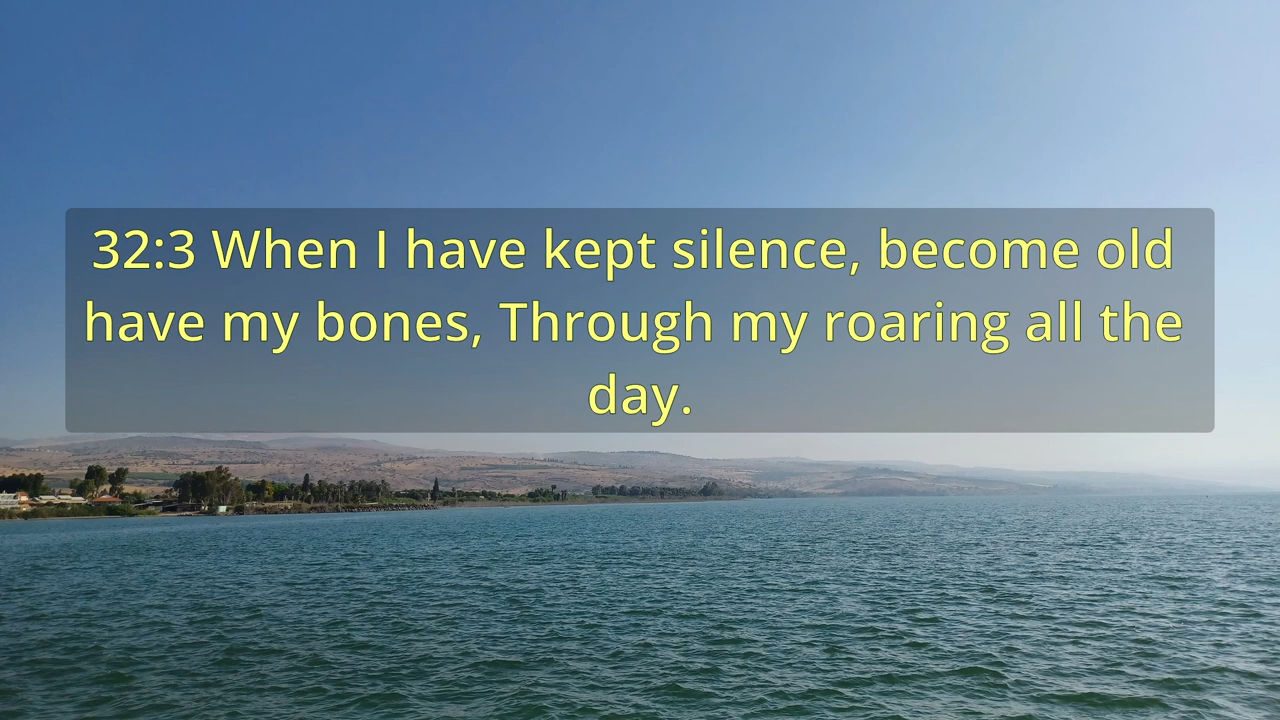 32:3 When I have kept silence, become old
have my bones, Through my roaring all the
day.